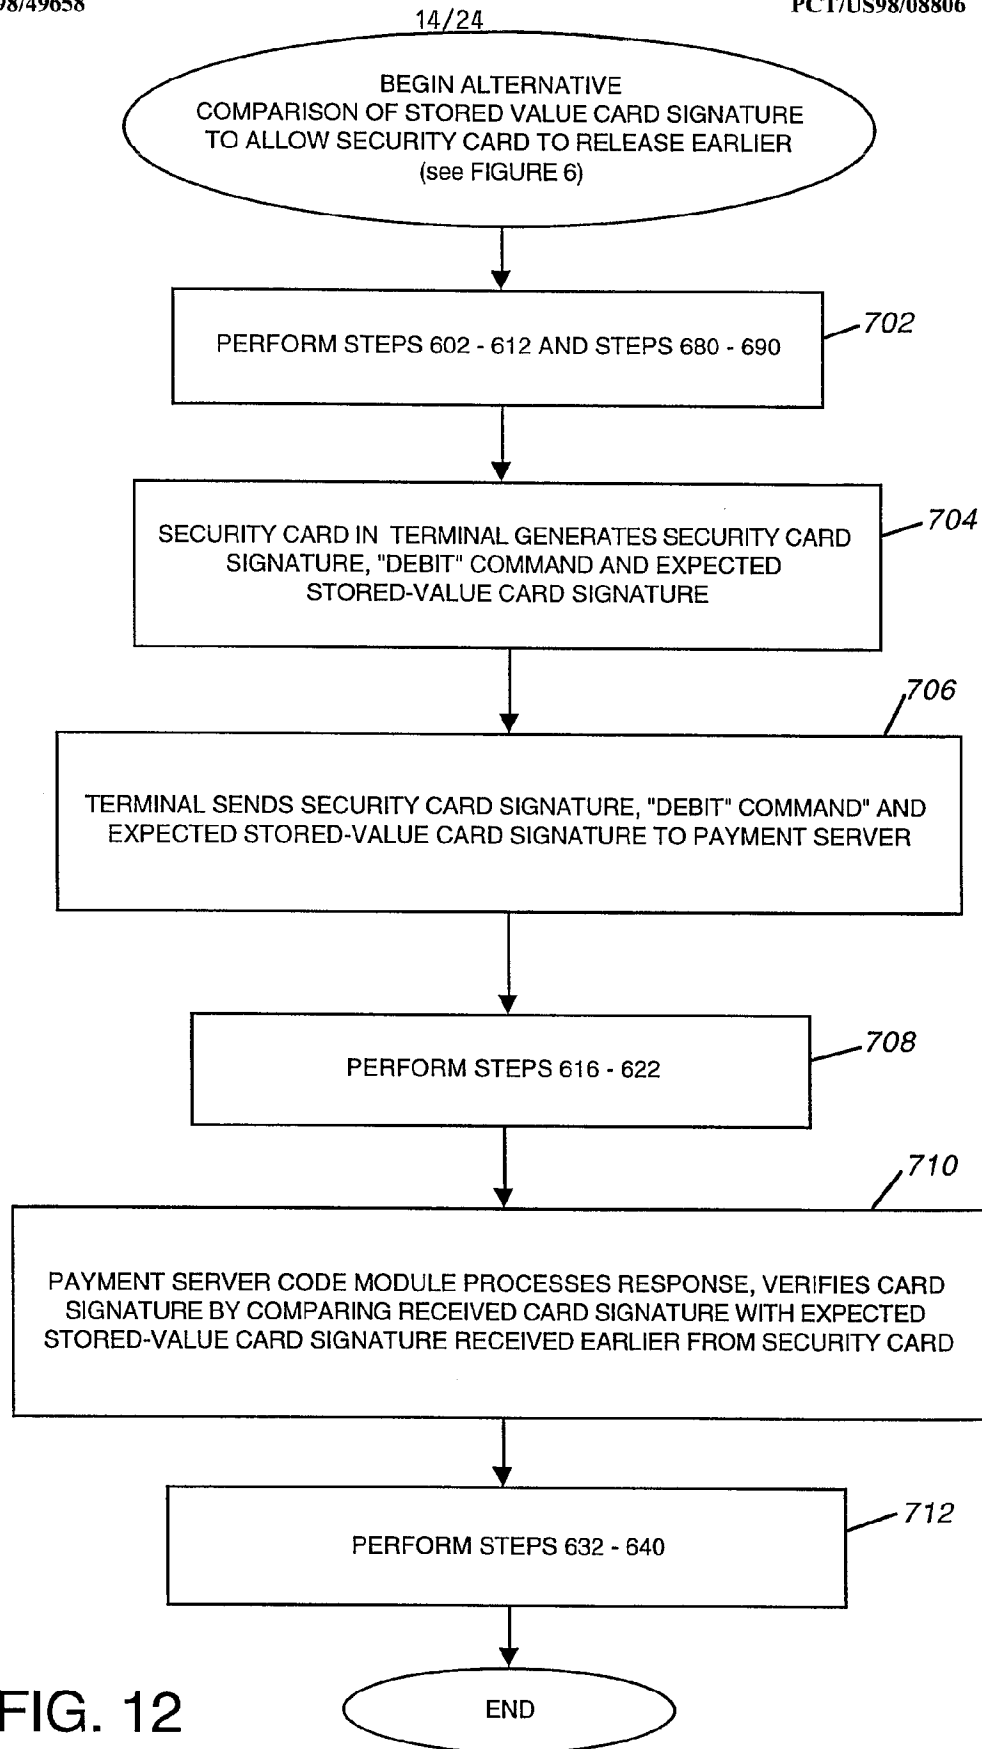 98/49658
PCT/US98/08806
14/24
BEGIN ALTERNATIVE
COMPARISON OF STORED VALUE CARD SIGNATURE
TO ALLOW SECURITY CARD TO RELEASE EARLIER
(see FIGURE 6)
702
PERFORM STEPS 602 - 612 AND STEPS 680 - 690
704
SECURITY CARD IN TERMINAL GENERATES SECURITY CARD
SIGNATURE, "DEBIT" COMMAND AND EXPECTED
STORED-VALUE CARD SIGNATURE
706
TERMINAL SENDS SECURITY CARD SIGNATURE, "DEBIT" COMMAND" AND
EXPECTED STORED-VALUE CARD SIGNATURE TO PAYMENT SERVER
708
PERFORM STEPS 616 - 622
710
PAYMENT SERVER CODE MODULE PROCESSES RESPONSE, VERIFIES CARD
SIGNATURE BY COMPARING RECEIVED CARD SIGNATURE WITH EXPECTED
STORED-VALUE CARD SIGNATURE RECEIVED EARLIER FROM SECURITY CARD
712
PERFORM STEPS 632 - 640
END
FIG. 12